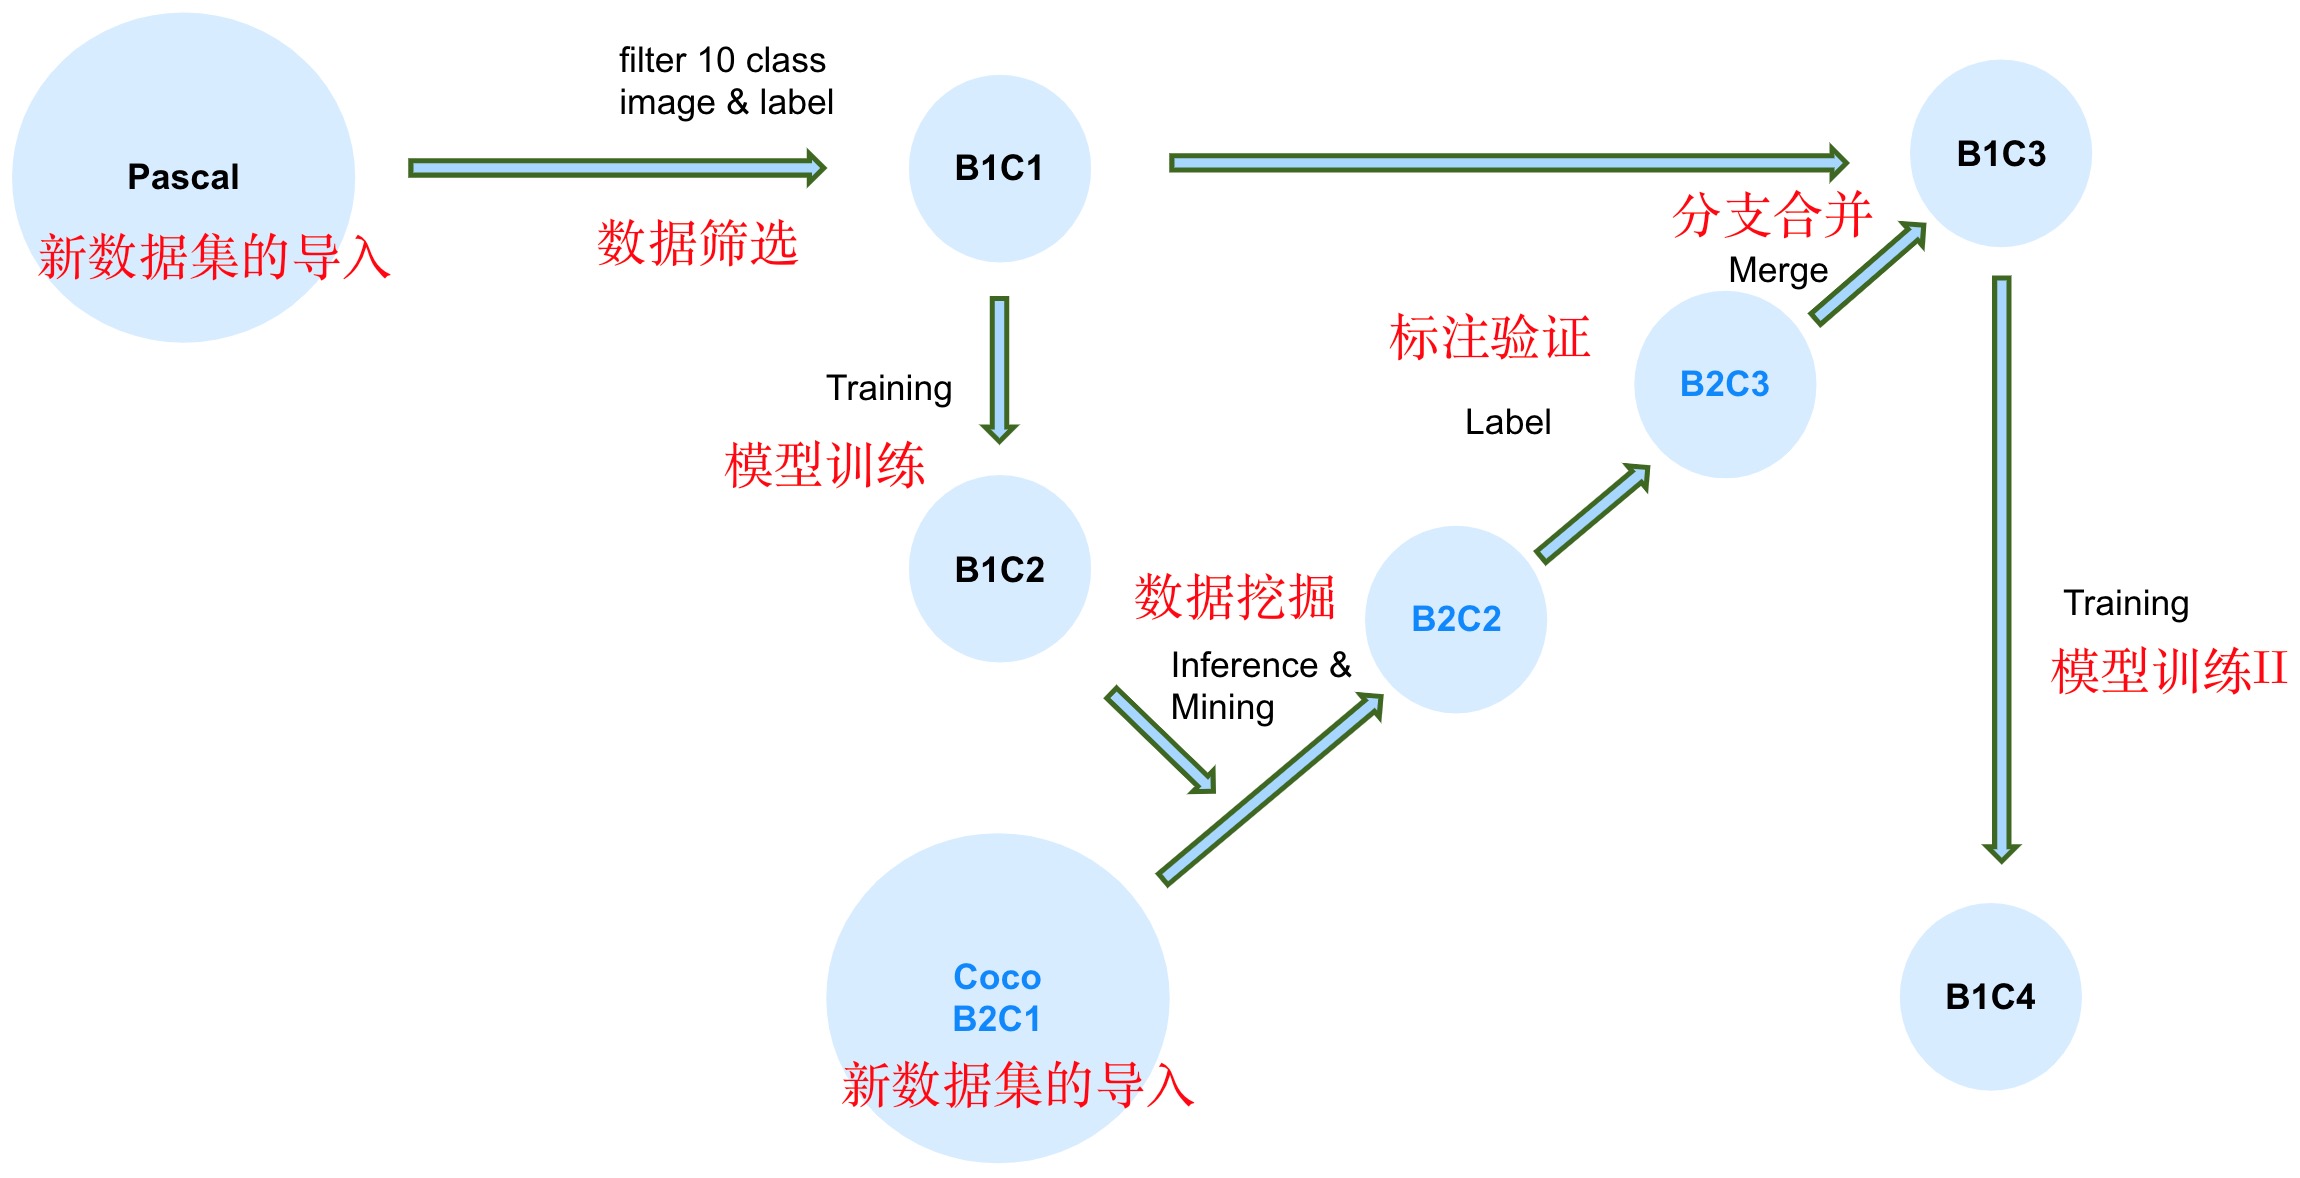 filter 10 class
image & label
Pascal
新数据集的导入
数据筛选
B1C1
B1C3
分支合并
Merge
标注验证
B2C3
Label
Training
模型训练
B1C2
数据挖掘
Inference &
Mining
B2C2
Training
模型训练II
Coco
B2C1
新数据集的导入
B1C4